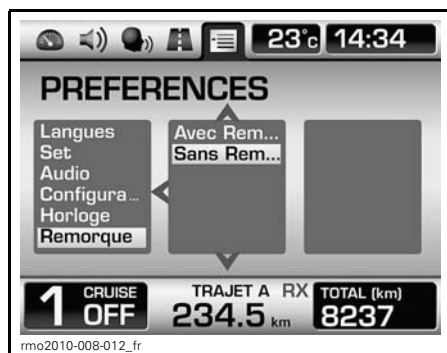 23°c 14:34
PREFERENCES
Langues
Set
Audio
Configura...
Horloge
Remorque
Avec Rem...
Sans Rem...
1 CRUISE OFF
TRAJET A RX
234.5 km
TOTAL (km)
8237
rmo2010-008-012_fr